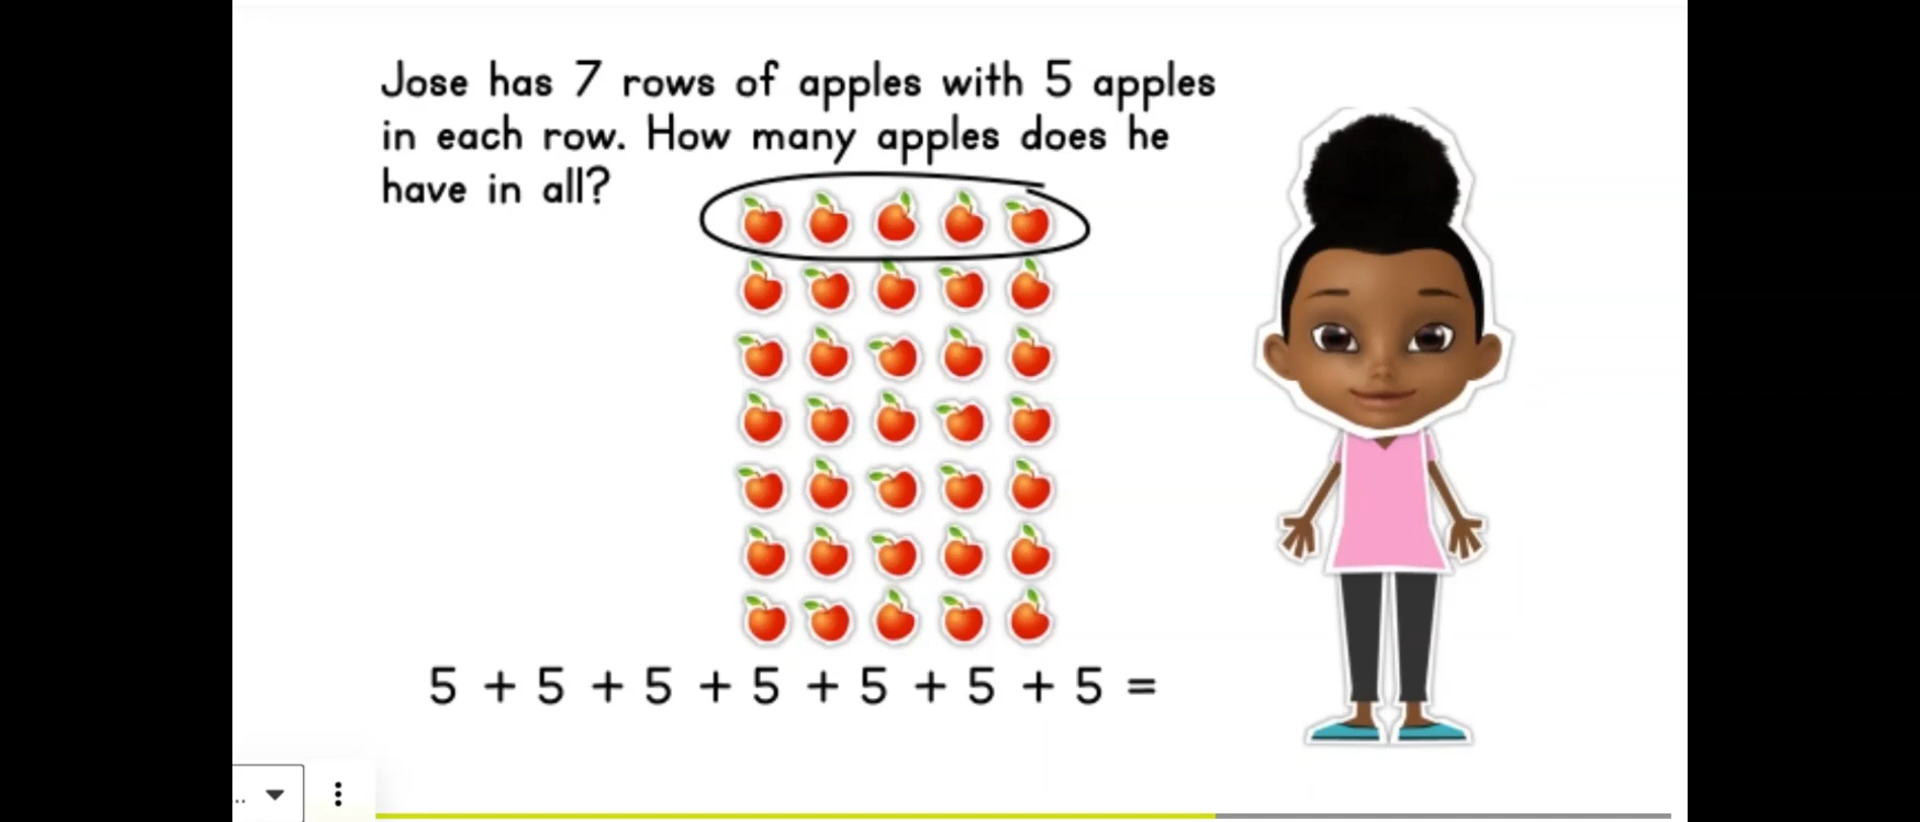 Jose has 7 rows of apples with 5 apples
in each row. How many apples does he
have in all?
5 + 5 + 5 + 5 + 5 + 5 + 5 =
..